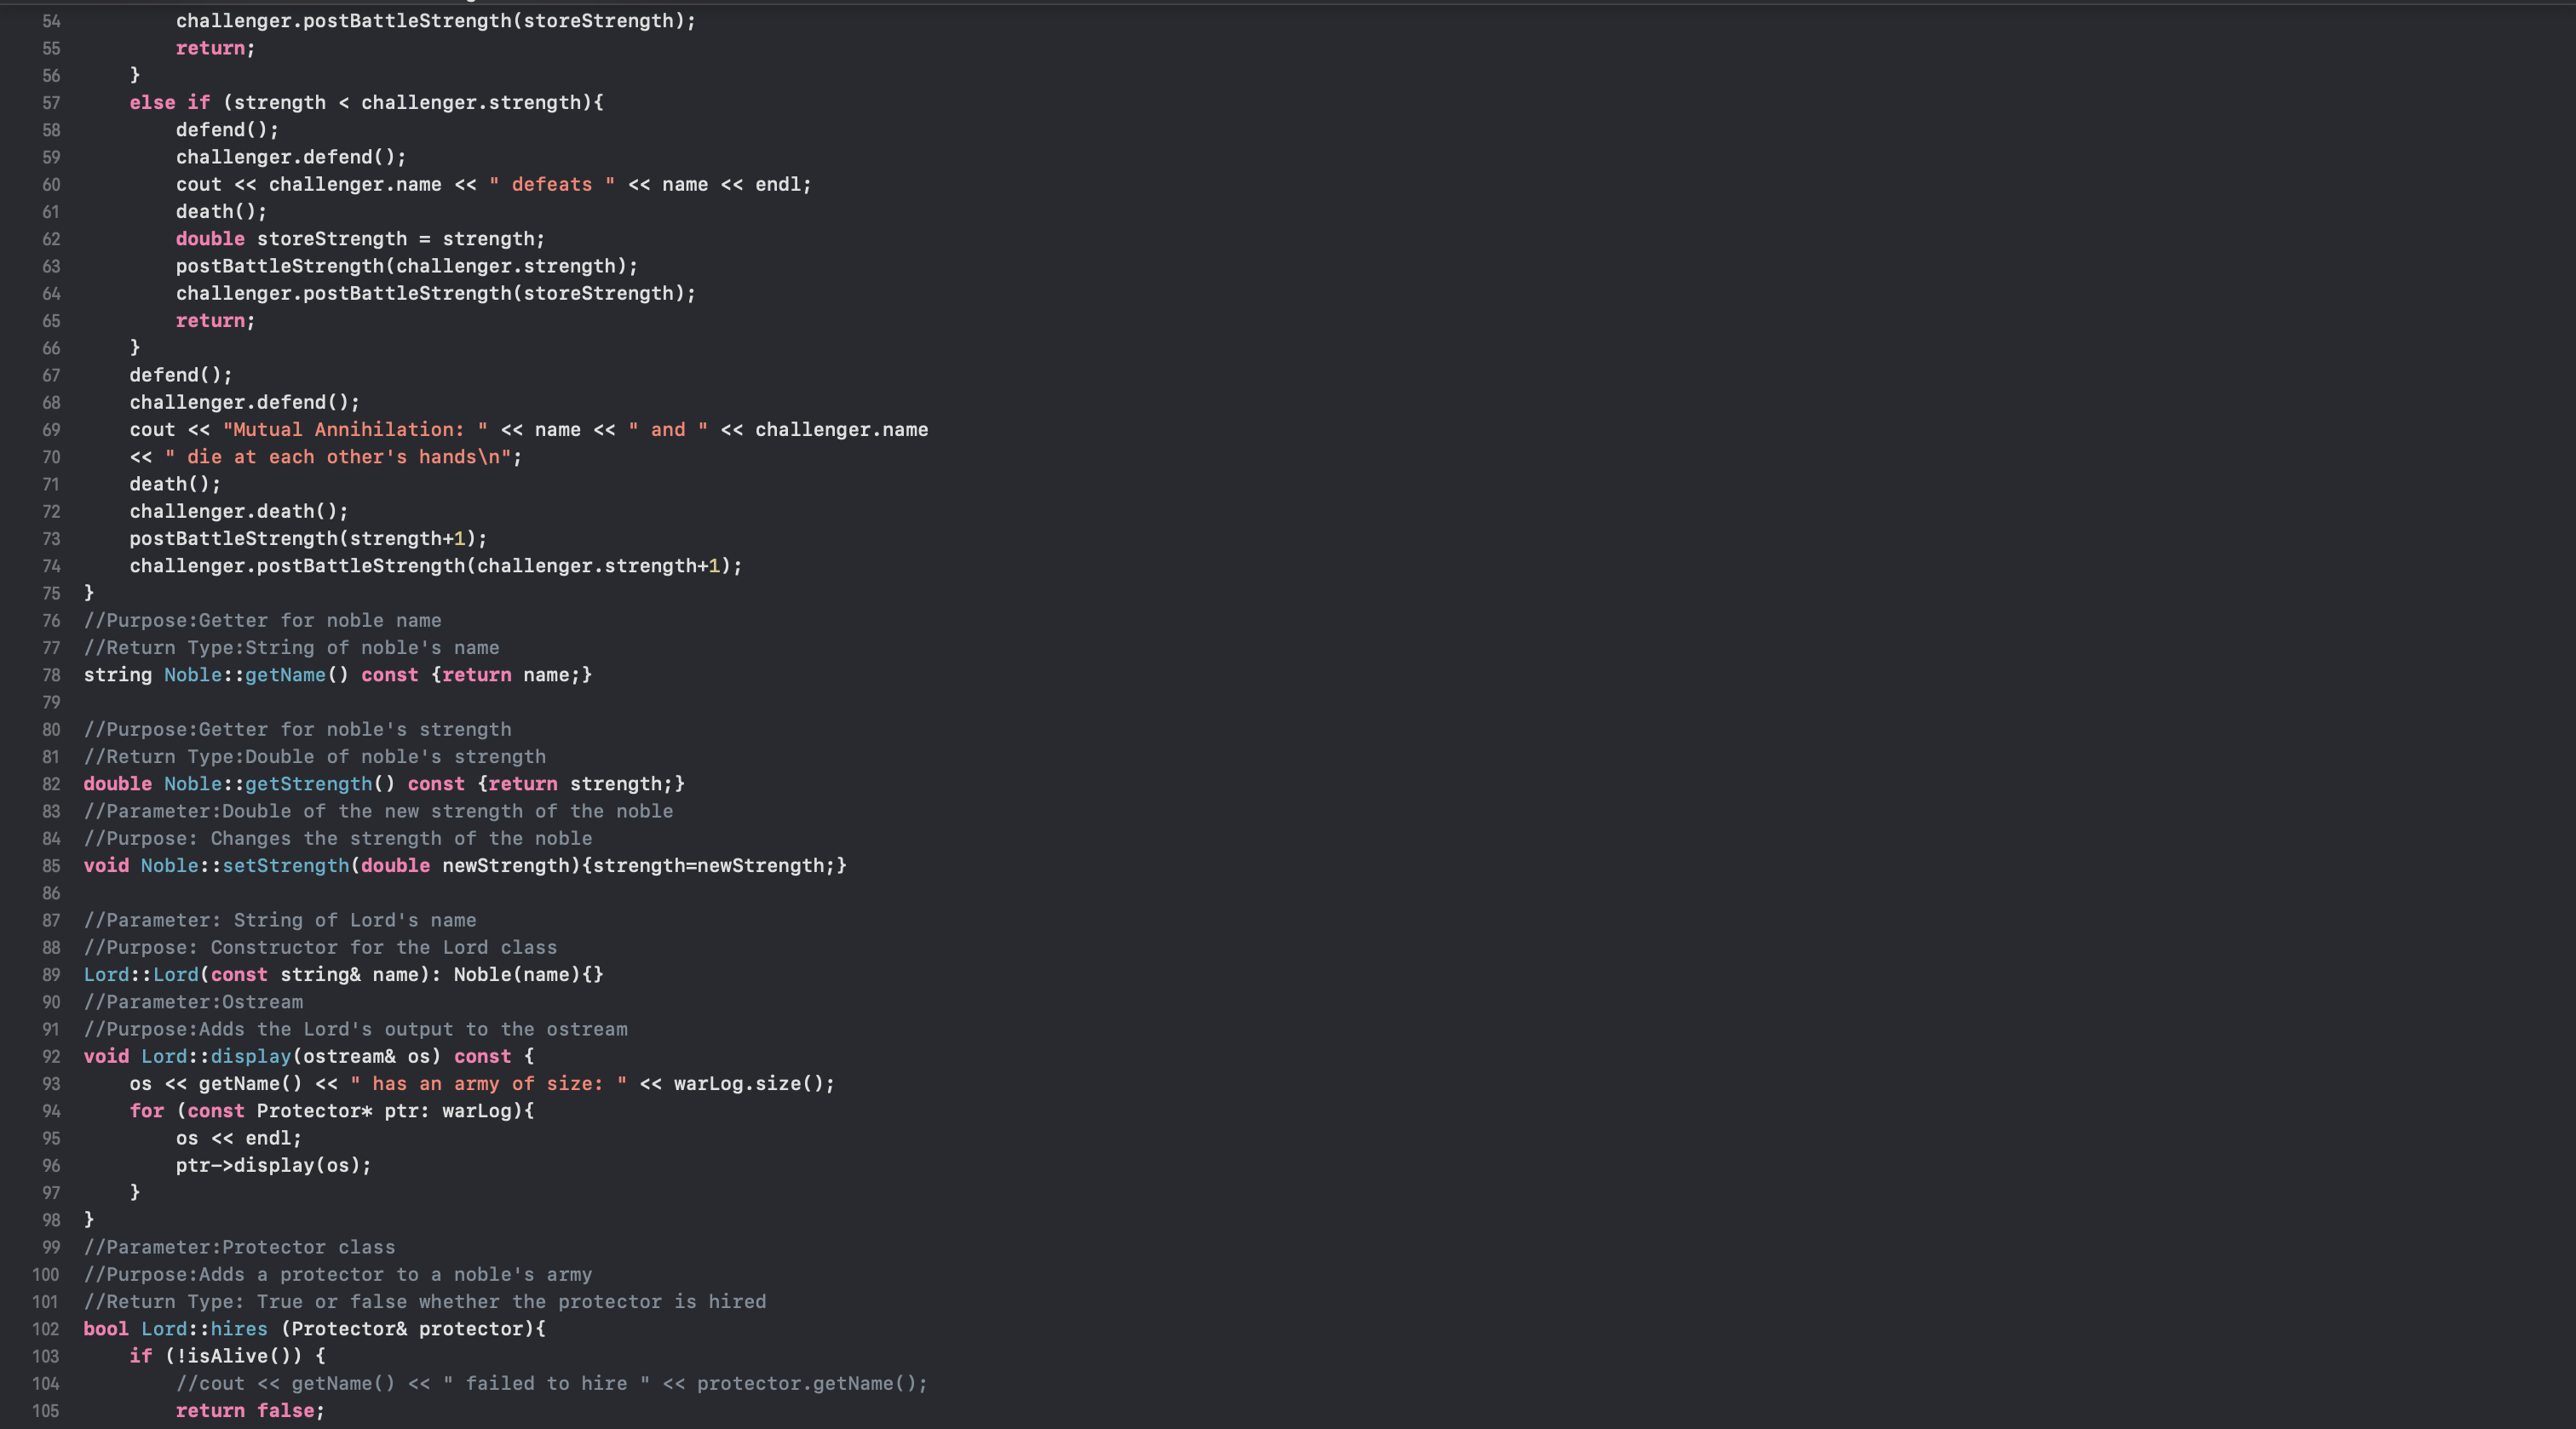 54 challenger.postBattleStrength(storeStrength);
55 return;
56 }
57 else if (strength < challenger.strength){
58 defend();
59 challenger.defend();
60 cout << challenger.name << " defeats " << name << endl;
61 death();
62 double storeStrength = strength;
63 postBattleStrength(challenger.strength);
64 challenger.postBattleStrength(storeStrength);
65 return;
66 }
67 defend();
68 challenger.defend();
69 cout << "Mutual Annihilation: " << name << " and " << challenger.name
70 << " die at each other's hands\n";
71 death();
72 challenger.death();
73 postBattleStrength(strength+1);
74 challenger.postBattleStrength(challenger.strength+1);
75 }
76 //Purpose:Getter for noble name
77 //Return Type:String of noble's name
78 string Noble::getName() const {return name;}
79
80 //Purpose:Getter for noble's strength
81 //Return Type:Double of noble's strength
82 double Noble::getStrength() const {return strength;}
83 //Parameter:Double of the new strength of the noble
84 //Purpose: Changes the strength of the noble
85 void Noble::setStrength(double newStrength){strength=newStrength;}
86
87 //Parameter: String of Lord's name
88 //Purpose: Constructor for the Lord class
89 Lord::Lord(const string& name): Noble(name){}
90 //Parameter:Ostream
91 //Purpose:Adds the Lord's output to the ostream
92 void Lord::display(ostream& os) const {
93 os << getName() << " has an army of size: " << warLog.size();
94 for (const Protector* ptr: warLog){
95 os << endl;
96 ptr->display(os);
97 }
98 }
99 //Parameter:Protector class
100 //Purpose:Adds a protector to a noble's army
101 //Return Type: True or false whether the protector is hired
102 bool Lord::hires (Protector& protector){
103 if (!isAlive()) {
104 //cout << getName() << " failed to hire " << protector.getName();
105 return false;